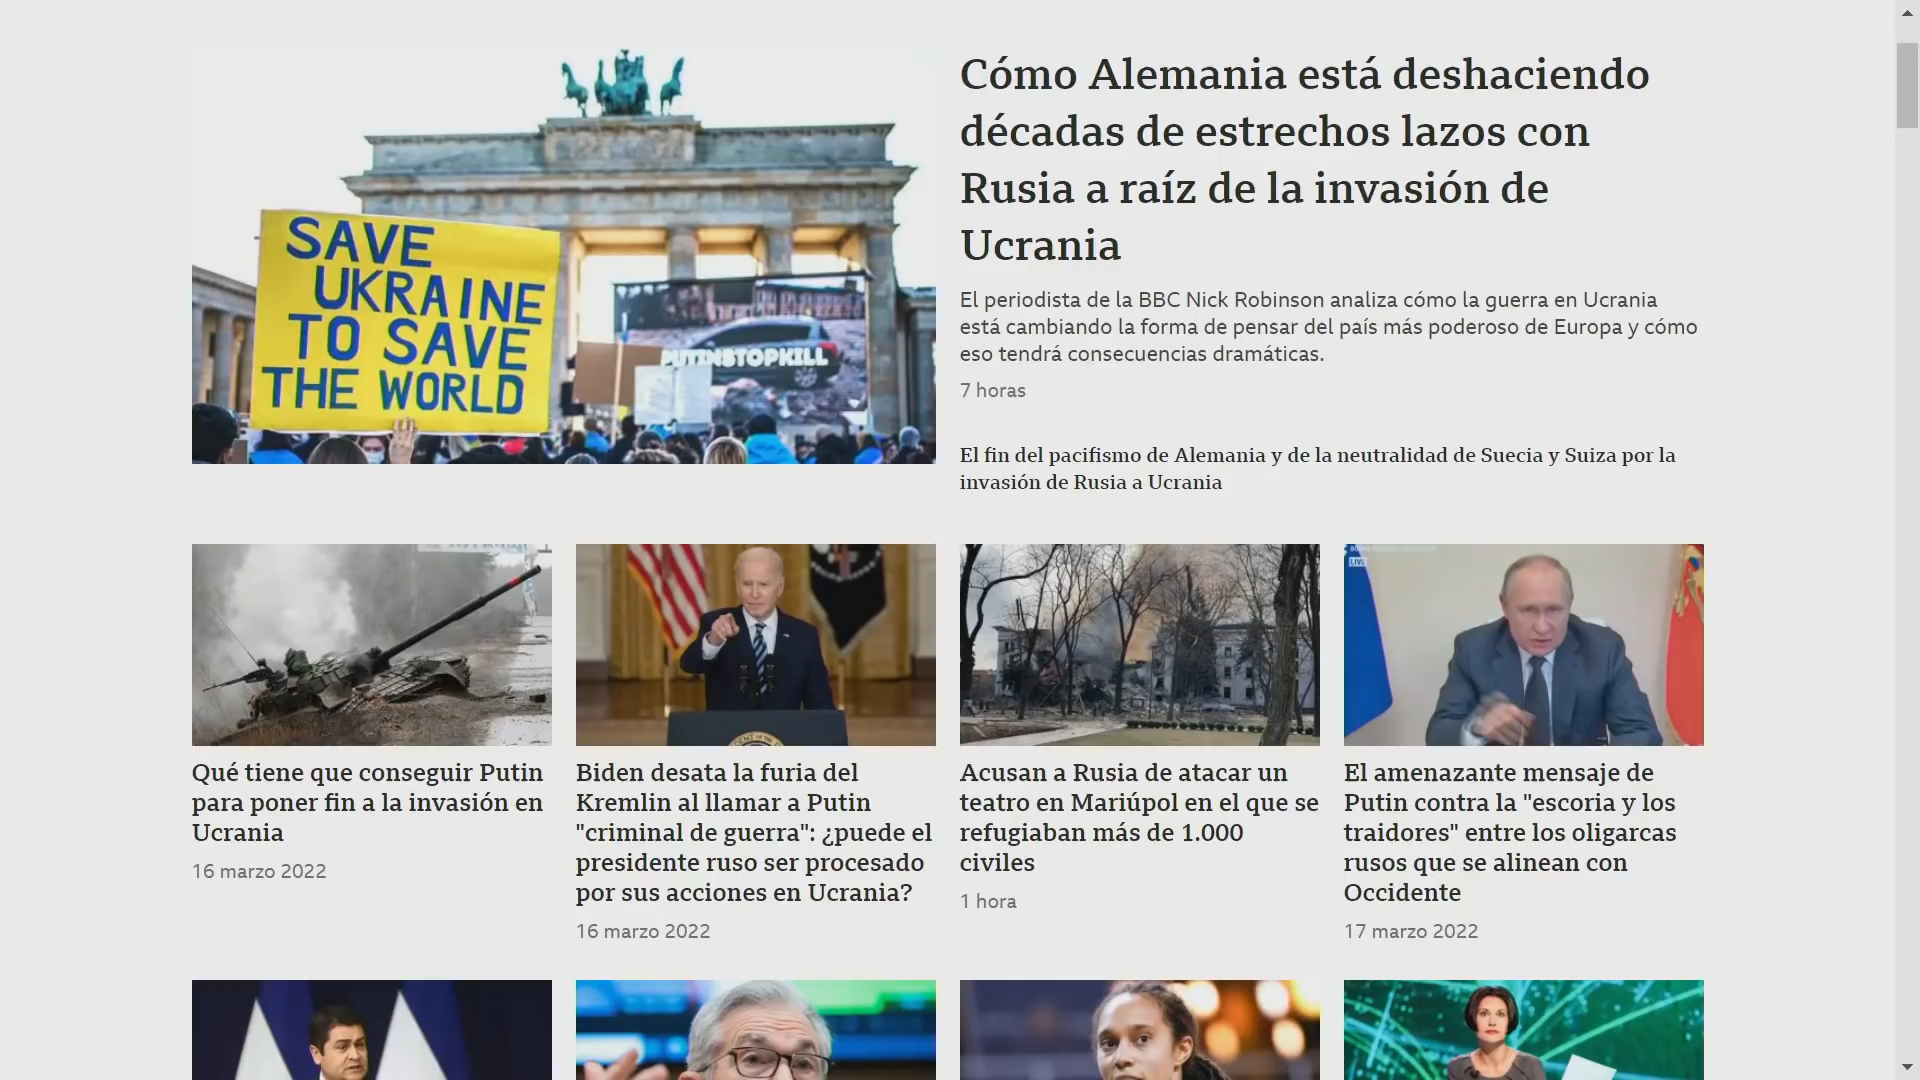 Cómo Alemania está deshaciendo
décadas de estrechos lazos con
Rusia a raíz de la invasión de
Ucrania
SAVE
UKRAINE
TO SAVE
THE WORLD
PUTINSTOPKILL
El periodista de la BBC Nick Robinson analiza cómo la guerra en Ucrania
está cambiando la forma de pensar del país más poderoso de Europa y cómo
eso tendrá consecuencias dramáticas.
7 horas
El fin del pacifismo de Alemania y de la neutralidad de Suecia y Suiza por la
invasión de Rusia a Ucrania
LIVE
Qué tiene que conseguir Putin
para poner fin a la invasión en
Ucrania
16 marzo 2022
Biden desata la furia del
Kremlin al llamar a Putin
"criminal de guerra": ¿puede el
presidente ruso ser procesado
por sus acciones en Ucrania?
16 marzo 2022
Acusan a Rusia de atacar un
teatro en Mariúpol en el que se
refugiaban más de 1.000
civiles
1 hora
El amenazante mensaje de
Putin contra la "escoria y los
traidores" entre los oligarcas
rusos que se alinean con
Occidente
17 marzo 2022